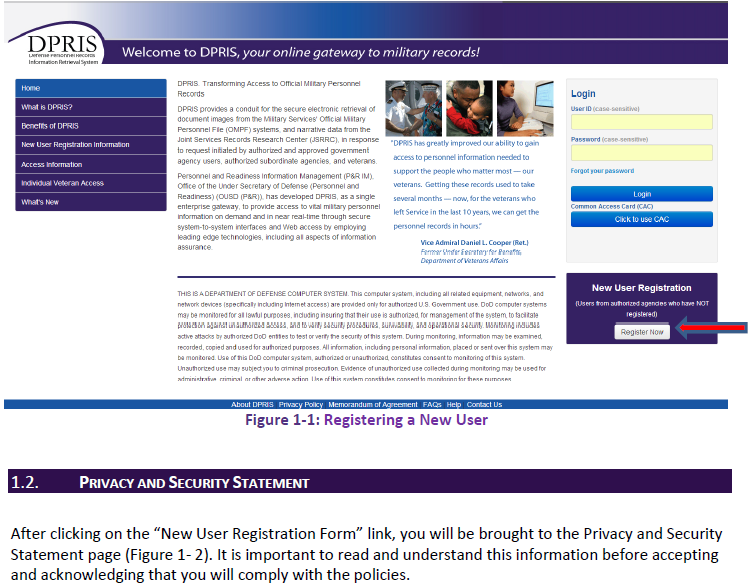 DPRIS
Defense Personnel Records
Information Retrieval System
Welcome to DPRIS, your online gateway to military records!
Home
What is DPRIS?
Benefits of DPRIS
New User Registration Information
Access Information
Individual Veteran Access
What's New
DPRIS. Transforming Access to Official Military Personnel
Records
DPRIS provides a conduit for the secure electronic retrieval of
document images from the Military Services' Official Military
Personnel File (OMPF) systems, and narrative data from the
Joint Services Records Research Center (JSRRC), in response
to request initiated by authorized and approved government
agency users, authorized subordinate agencies, and veterans.
Personnel and Readiness Information Management (P&R IM),
Office of the Under Secretary of Defense (Personnel and
Readiness) (OUSD (P&R)), has developed DPRIS, as a single
enterprise gateway, to provide access to vital military personnel
information on demand and in near real-time through secure
system-to-system interfaces and Web access by employing
leading edge technologies, including all aspects of information
assurance.
"DPRIS has greatly improved our ability to gain
access to personnel information needed to
support the people who matter most — our
veterans. Getting these records used to take
several months — now, for the veterans who
left Service in the last 10 years, we can get the
personnel records in hours."
Vice Admiral Daniel L. Cooper (Ret.)
Former Under Secretary for Benefits,
Department of Veterans Affairs
Login
User ID (case-sensitive)
Password (case-sensitive)
Forgot your password
Login
Common Access Card (CAC)
Click to use CAC
New User Registration
(Users from authorized agencies who have NOT
registered)
Register Now
THIS IS A DEPARTMENT OF DEFENSE COMPUTER SYSTEM. This computer system, including all related equipment, networks, and
network devices (specifically including Internet access) are provided only for authorized U.S. Government use. DoD computer systems
may be monitored for all lawful purposes, including insuring that their use is authorized, for management of the system, to facilitate
protection against unauthorized access, and to verify security procedures, survivability, and operational security. Monitoring includes
active attacks by authorized DoD entities to test or verify the security of this system. During monitoring, information may be examined,
recorded, copied and used for authorized purposes. All information, including personal information, placed or sent over this system may
be monitored. Use of this DoD computer system, authorized or unauthorized, constitutes consent to monitoring of this system.
Unauthorized use may subject you to criminal prosecution. Evidence of unauthorized use collected during monitoring may be used for
administrative, criminal, or other adverse action. Use of this system constitutes consent to monitoring for these purposes.
About DPRIS Privacy Policy Memorandum of Agreement FAQs Help Contact Us
Figure 1-1: Registering a New User
1.2. PRIVACY AND SECURITY STATEMENT
After clicking on the “New User Registration Form” link, you will be brought to the Privacy and Security
Statement page (Figure 1- 2). It is important to read and understand this information before accepting
and acknowledging that you will comply with the policies.